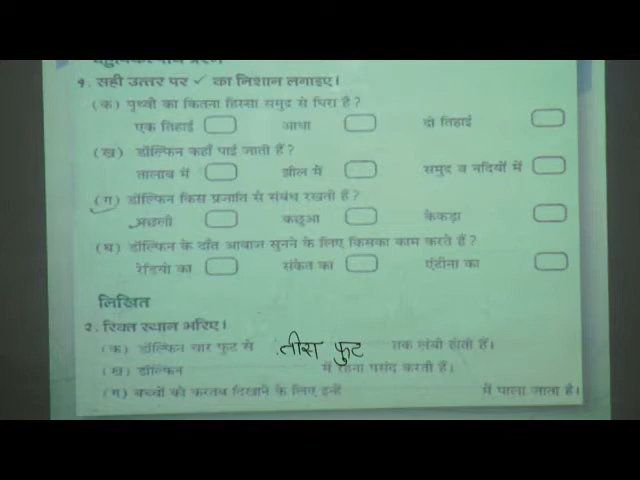 १. सही उत्तर पर ✓ का निशान लगाइए।
(क) पृथ्वी का कितना हिस्सा समुद्र से घिरा है?
एक तिहाई आधा दो तिहाई
(ख) डॉल्फिन कहाँ पाई जाती हैं?
तालाब में झील में समुद्र व नदियों में
(ग) डॉल्फिन किस प्रजाति से संबंध रखती हैं?
मछली कछुआ केकड़ा
(घ) डॉल्फिन के दाँत आवाज सुनने के लिए किसका काम करते हैं?
रेडियो का संकेत का एंटीना का
लिखित
२. रिक्त स्थान भरिए।
(क) डॉल्फिन चार फुट से तीस फुट तक लंबी होती हैं।
(ख) डॉल्फिन में रहना पसंद करती हैं।
(ग) बच्चों को करतब दिखाने के लिए इन्हें में पाला जाता है।